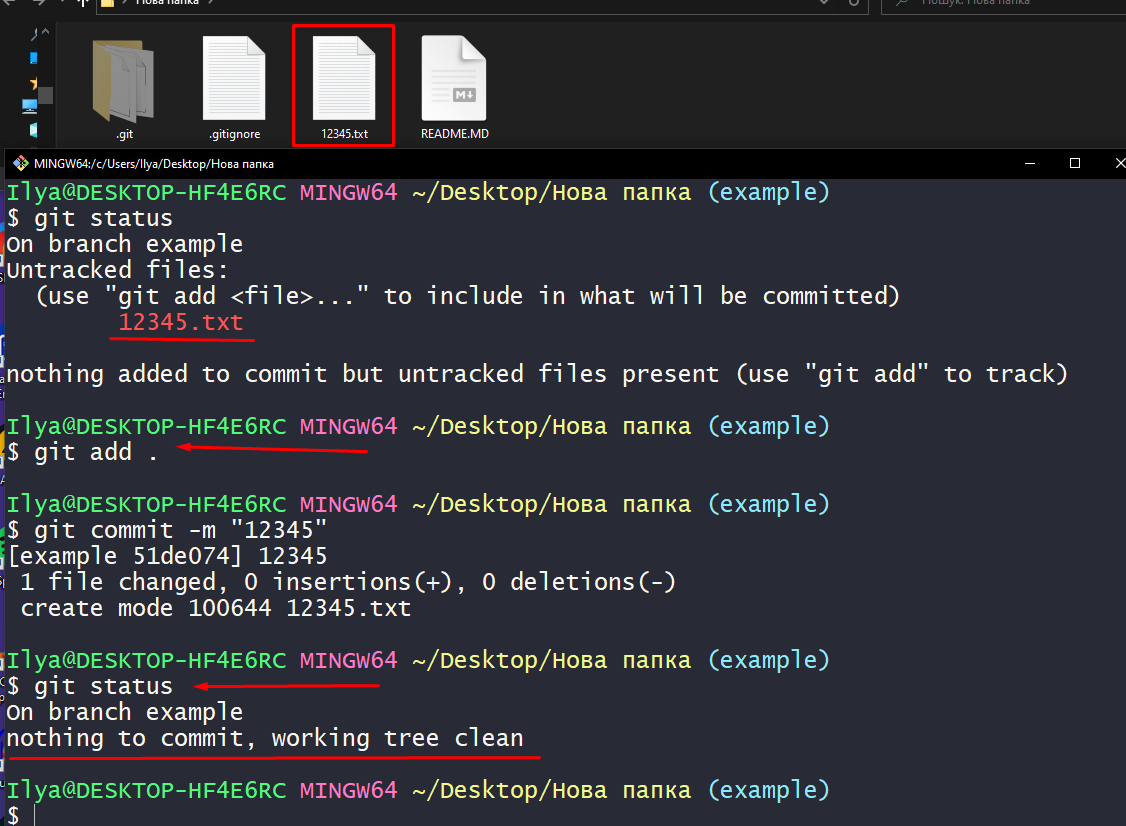 Нова папка
Пошук: Нова папка
.git
.gitignore
12345.txt
README.MD
MINGW64:/c/Users/Ilya/Desktop/Нова папка
Ilya@DESKTOP-HF4E6RC MINGW64 ~/Desktop/Нова папка (example)
$ git status
On branch example
Untracked files:
(use "git add <file>..." to include in what will be committed)
12345.txt
nothing added to commit but untracked files present (use "git add" to track)
Ilya@DESKTOP-HF4E6RC MINGW64 ~/Desktop/Нова папка (example)
$ git add .
Ilya@DESKTOP-HF4E6RC MINGW64 ~/Desktop/Нова папка (example)
$ git commit -m "12345"
[example 51de074] 12345
1 file changed, 0 insertions(+), 0 deletions(-)
create mode 100644 12345.txt
Ilya@DESKTOP-HF4E6RC MINGW64 ~/Desktop/Нова папка (example)
$ git status
On branch example
nothing to commit, working tree clean
Ilya@DESKTOP-HF4E6RC MINGW64 ~/Desktop/Нова папка (example)
$